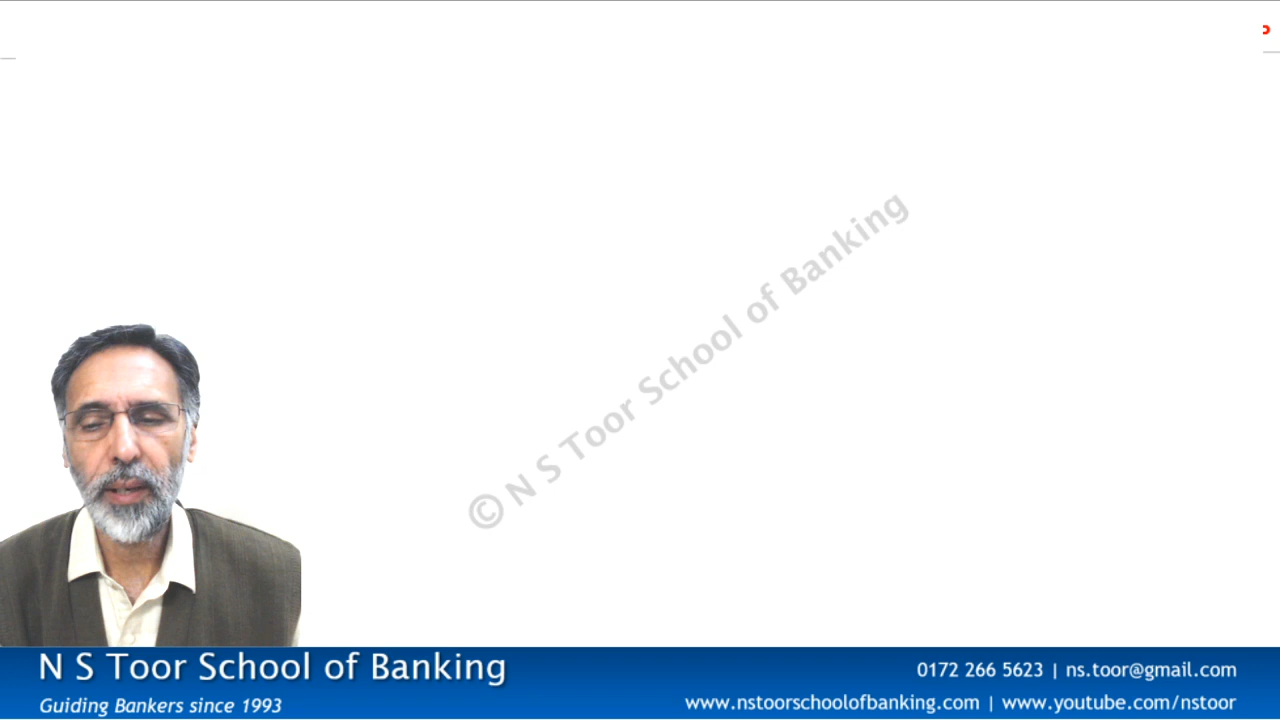 © N S Toor School of Banking
N S Toor School of Banking
0172 266 5623 | ns.toor@gmail.com
Guiding Bankers since 1993
www.nstoorschoolofbanking.com | www.youtube.com/nstoor